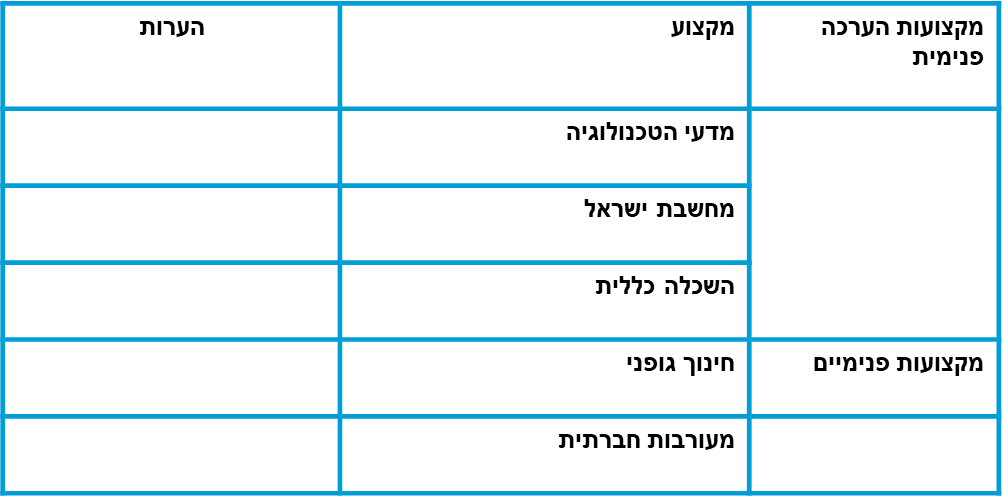 מקצועות הערכה
פנימית
מקצוע
הערות
מדעי הטכנולוגיה
מחשבת ישראל
השכלה כללית
מקצועות פנימיים
חינוך גופני
מעורבות חברתית